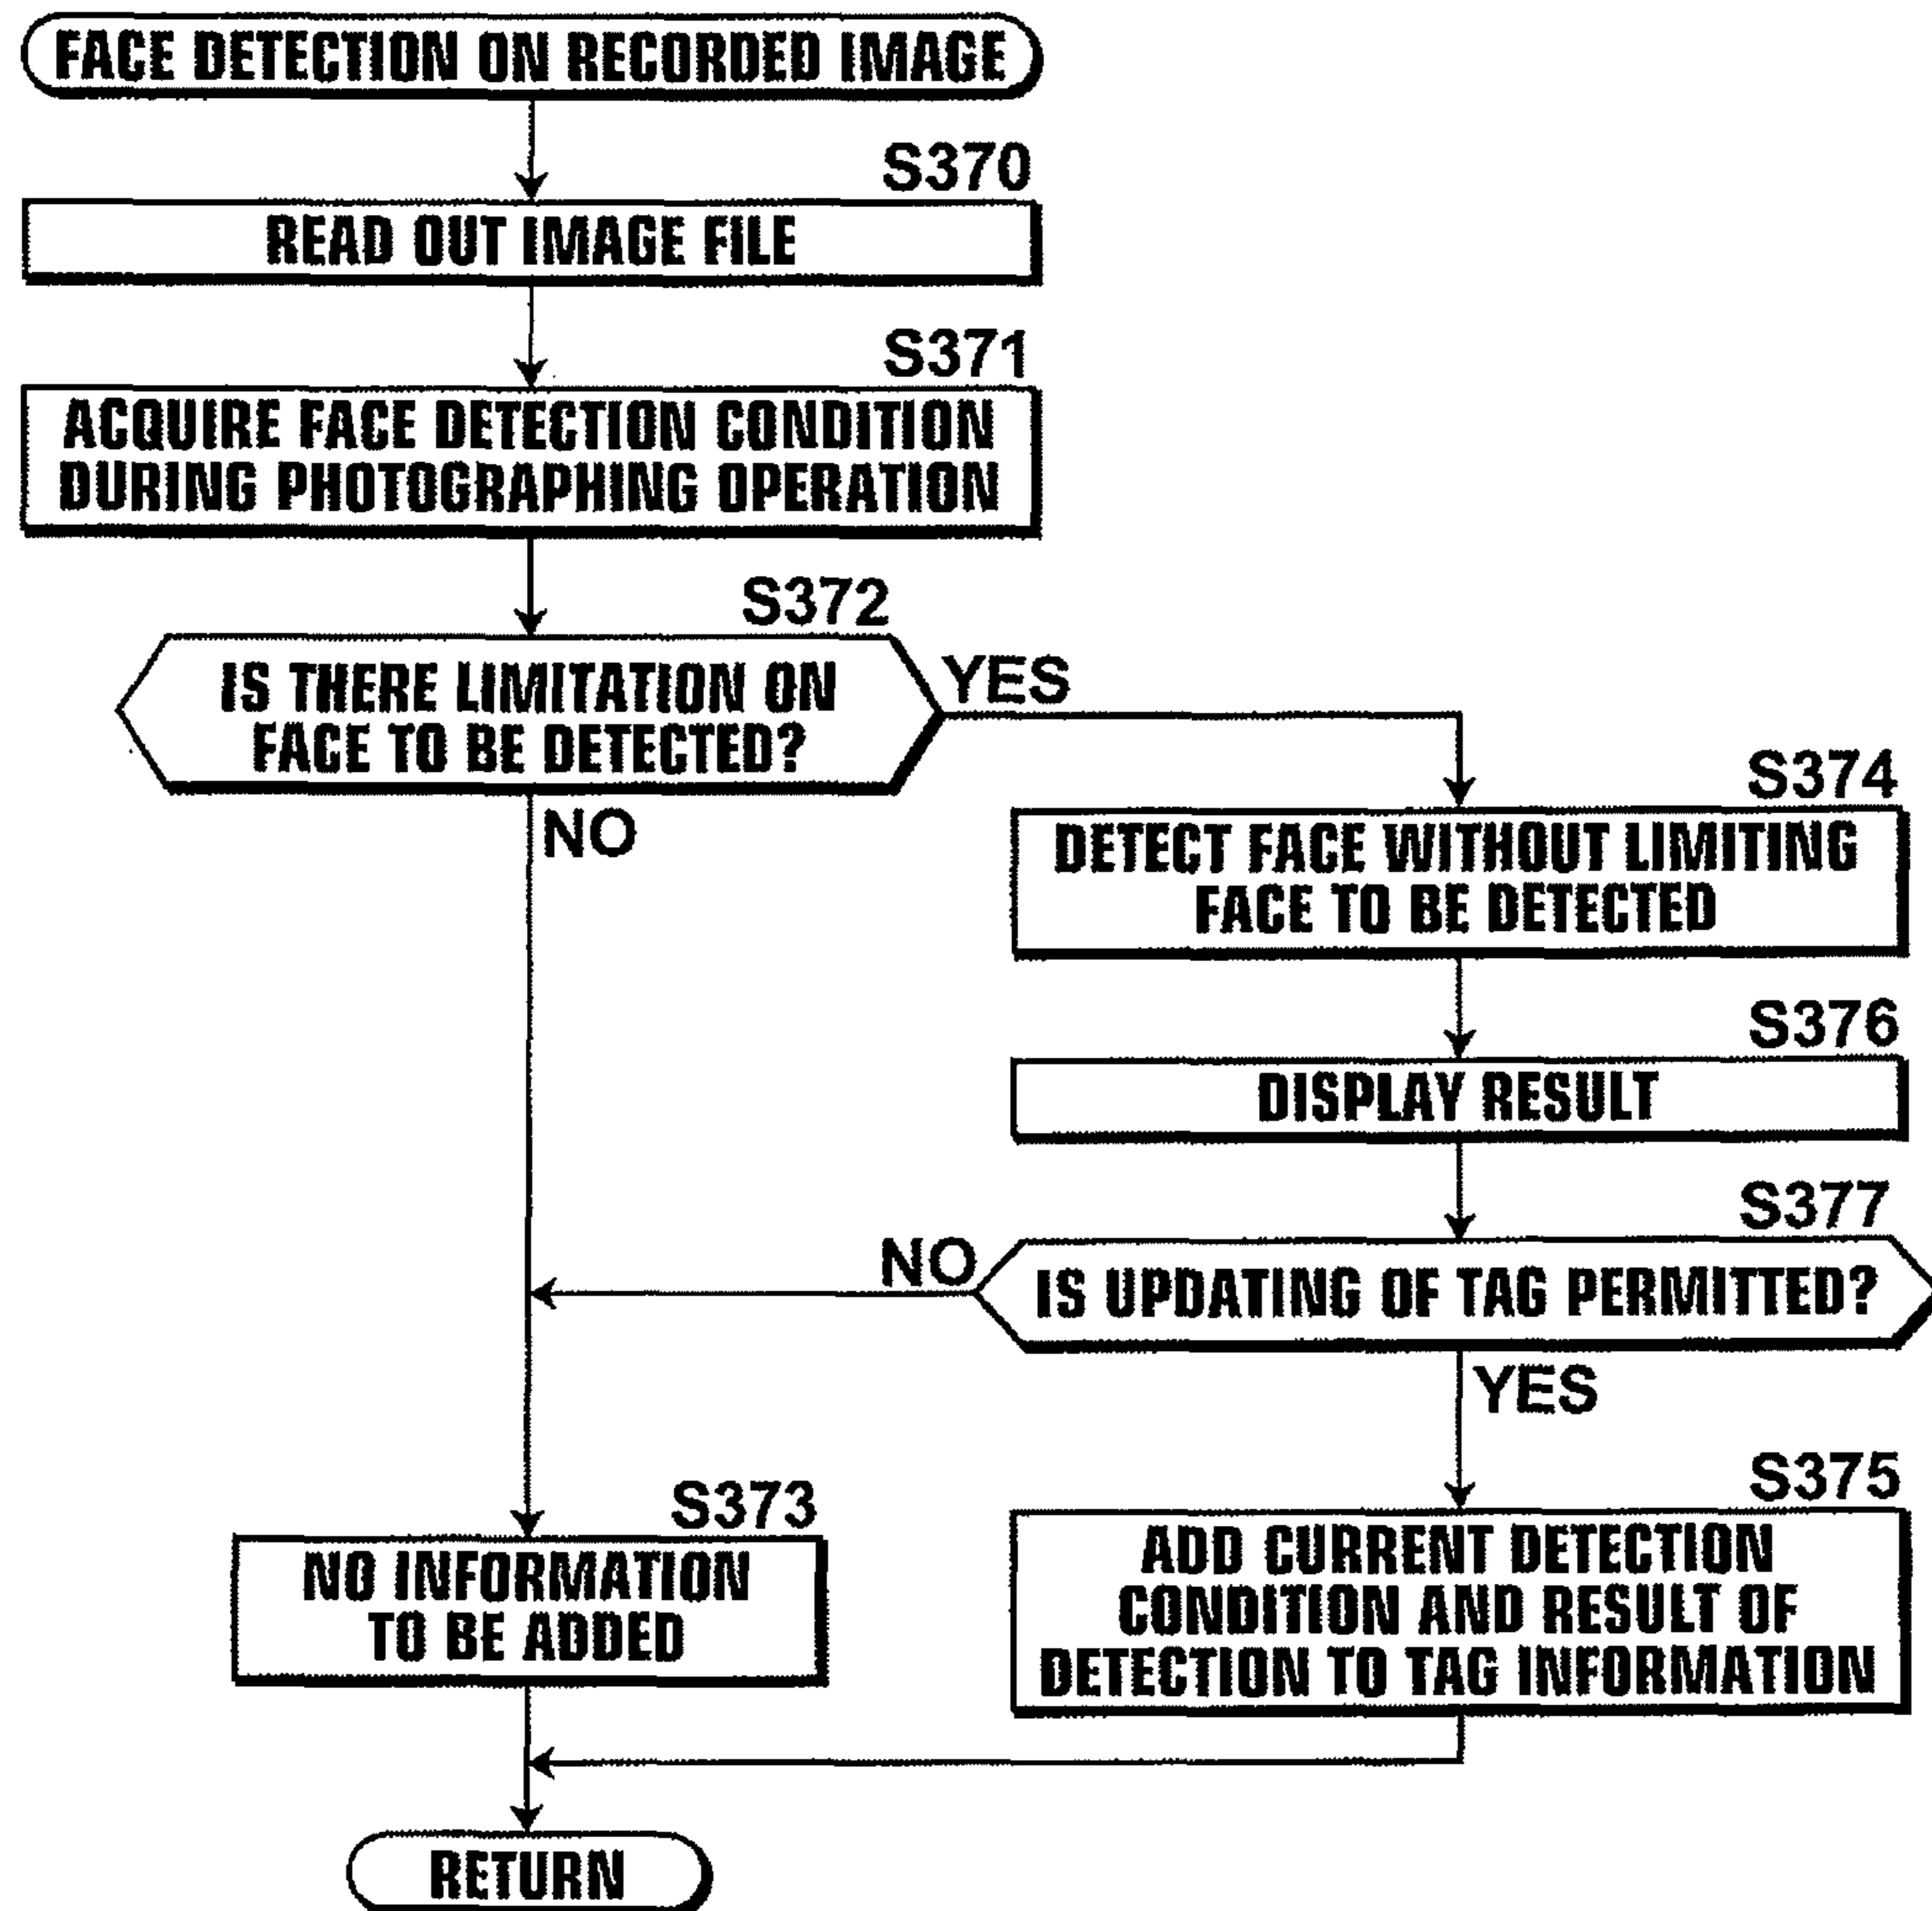 FACE DETECTION ON RECORDED IMAGE
S370
READ OUT IMAGE FILE
S371
ACQUIRE FACE DETECTION CONDITION
DURING PHOTOGRAPHING OPERATION
S372
IS THERE LIMITATION ON
FACE TO BE DETECTED?
YES
NO
S374
DETECT FACE WITHOUT LIMITING
FACE TO BE DETECTED
S376
DISPLAY RESULT
S377
IS UPDATING OF TAG PERMITTED?
NO
YES
S373
NO INFORMATION
TO BE ADDED
S375
ADD CURRENT DETECTION
CONDITION AND RESULT OF
DETECTION TO TAG INFORMATION
RETURN